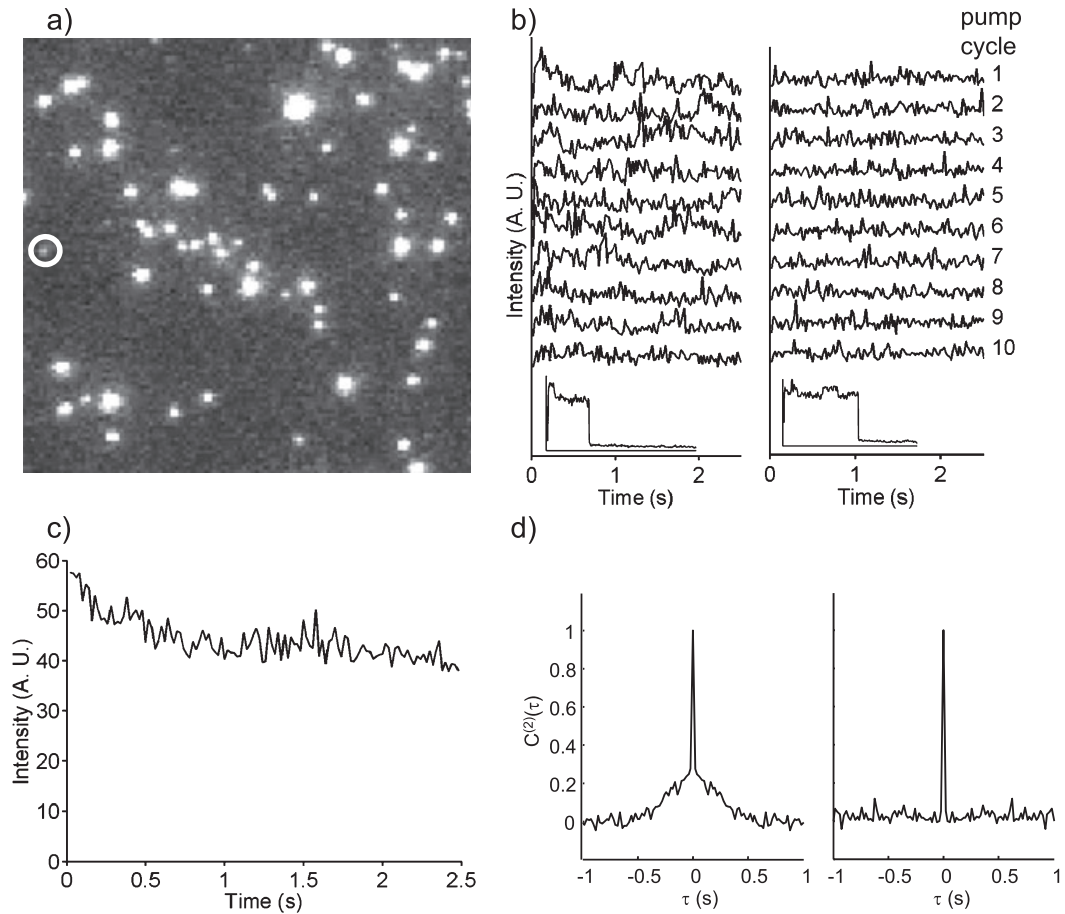 a)
b)
pump
cycle
Intensity (A. U.)
1
2
3
4
5
6
7
8
9
10
0 1 2
Time (s)
0 1 2
Time (s)
c)
Intensity (A. U.)
60
50
40
30
20
10
0
0 0.5 1 1.5 2 2.5
Time (s)
d)
C(2)(τ)
1
0.8
0.6
0.4
0.2
0
-1 -0.5 0 0.5 1
τ (s)
-1 -0.5 0 0.5 1
τ (s)